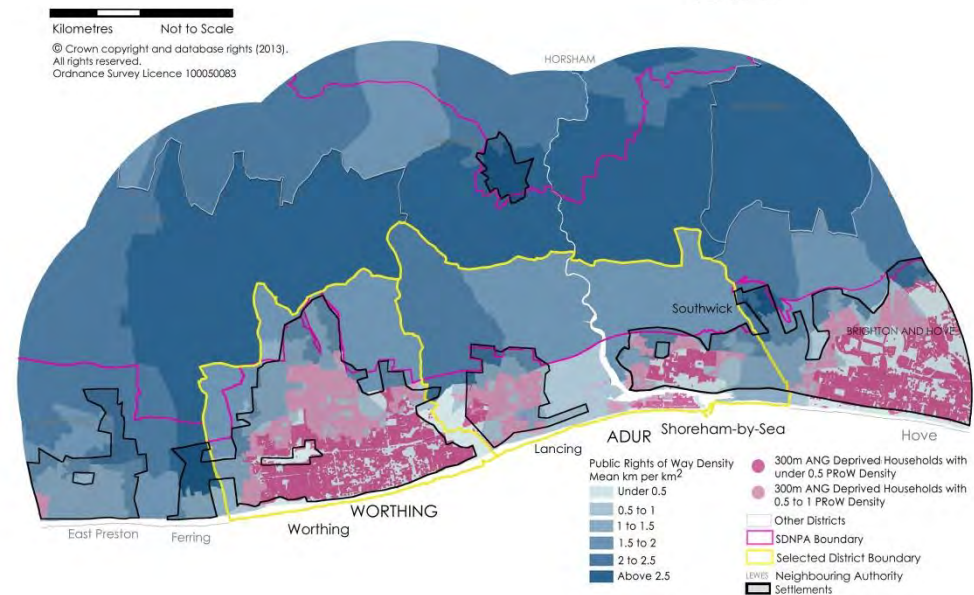 Kilometres Not to Scale
© Crown copyright and database rights (2013).
All rights reserved.
Ordnance Survey Licence 100050083
HORSHAM
Southwick
BRIGHTON AND HOVE
Lancing
ADUR
Shoreham-by-Sea
Hove
WORTHING
Worthing
East Preston
Ferring
Public Rights of Way Density
Mean km per km2
Under 0.5
0.5 to 1
1 to 1.5
1.5 to 2
2 to 2.5
Above 2.5
300m ANG Deprived Households with
under 0.5 PRoW Density
300m ANG Deprived Households with
0.5 to 1 PRoW Density
Other Districts
SDNPA Boundary
Selected District Boundary
LEWES Neighbouring Authority
Settlements